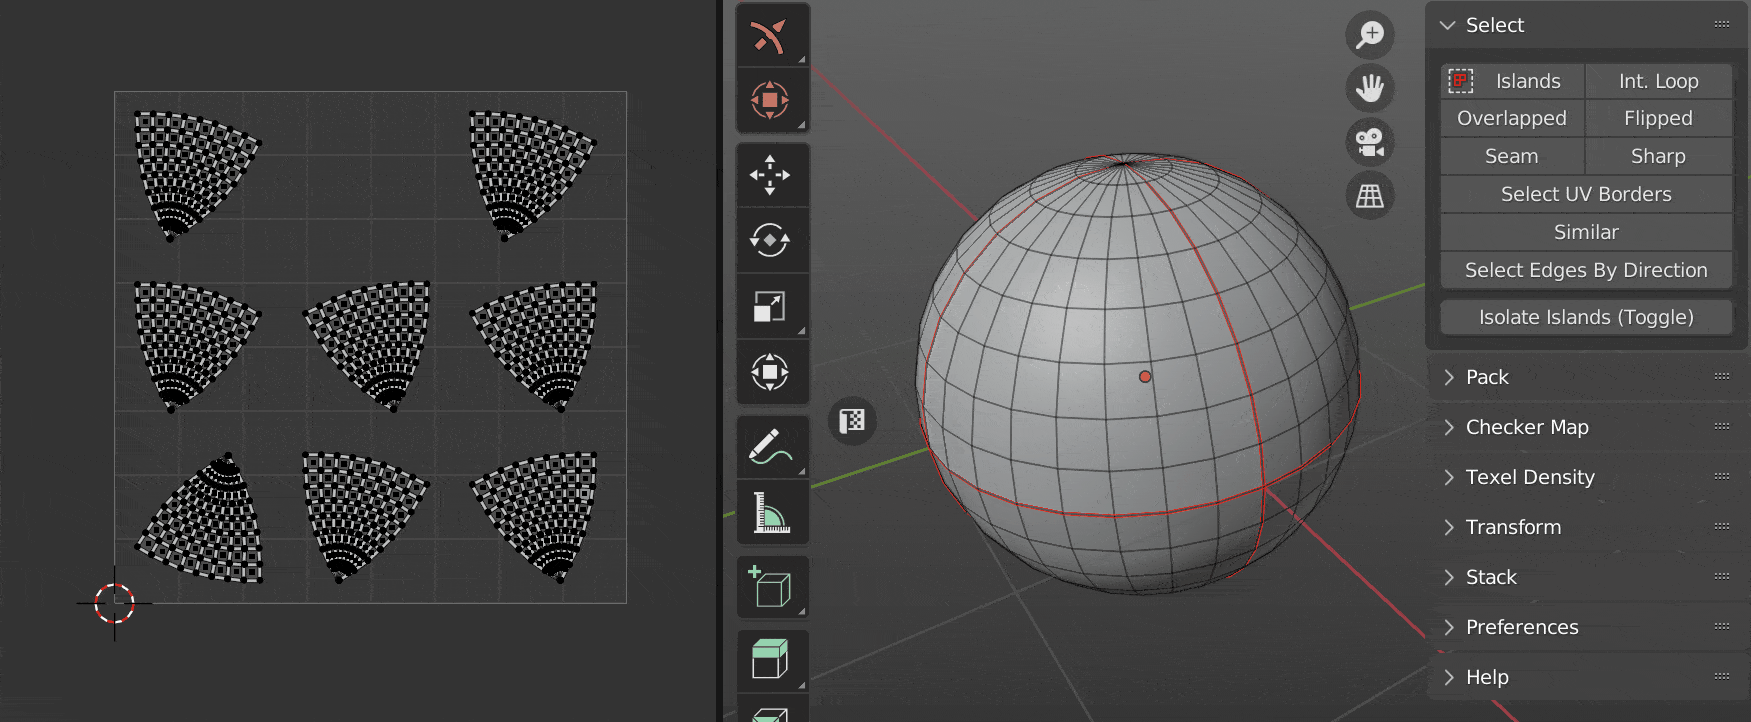 Select
Islands
Int. Loop
Overlapped
Flipped
Seam
Sharp
Select UV Borders
Similar
Select Edges By Direction
Isolate Islands (Toggle)
Pack
Checker Map
Texel Density
Transform
Stack
Preferences
Help